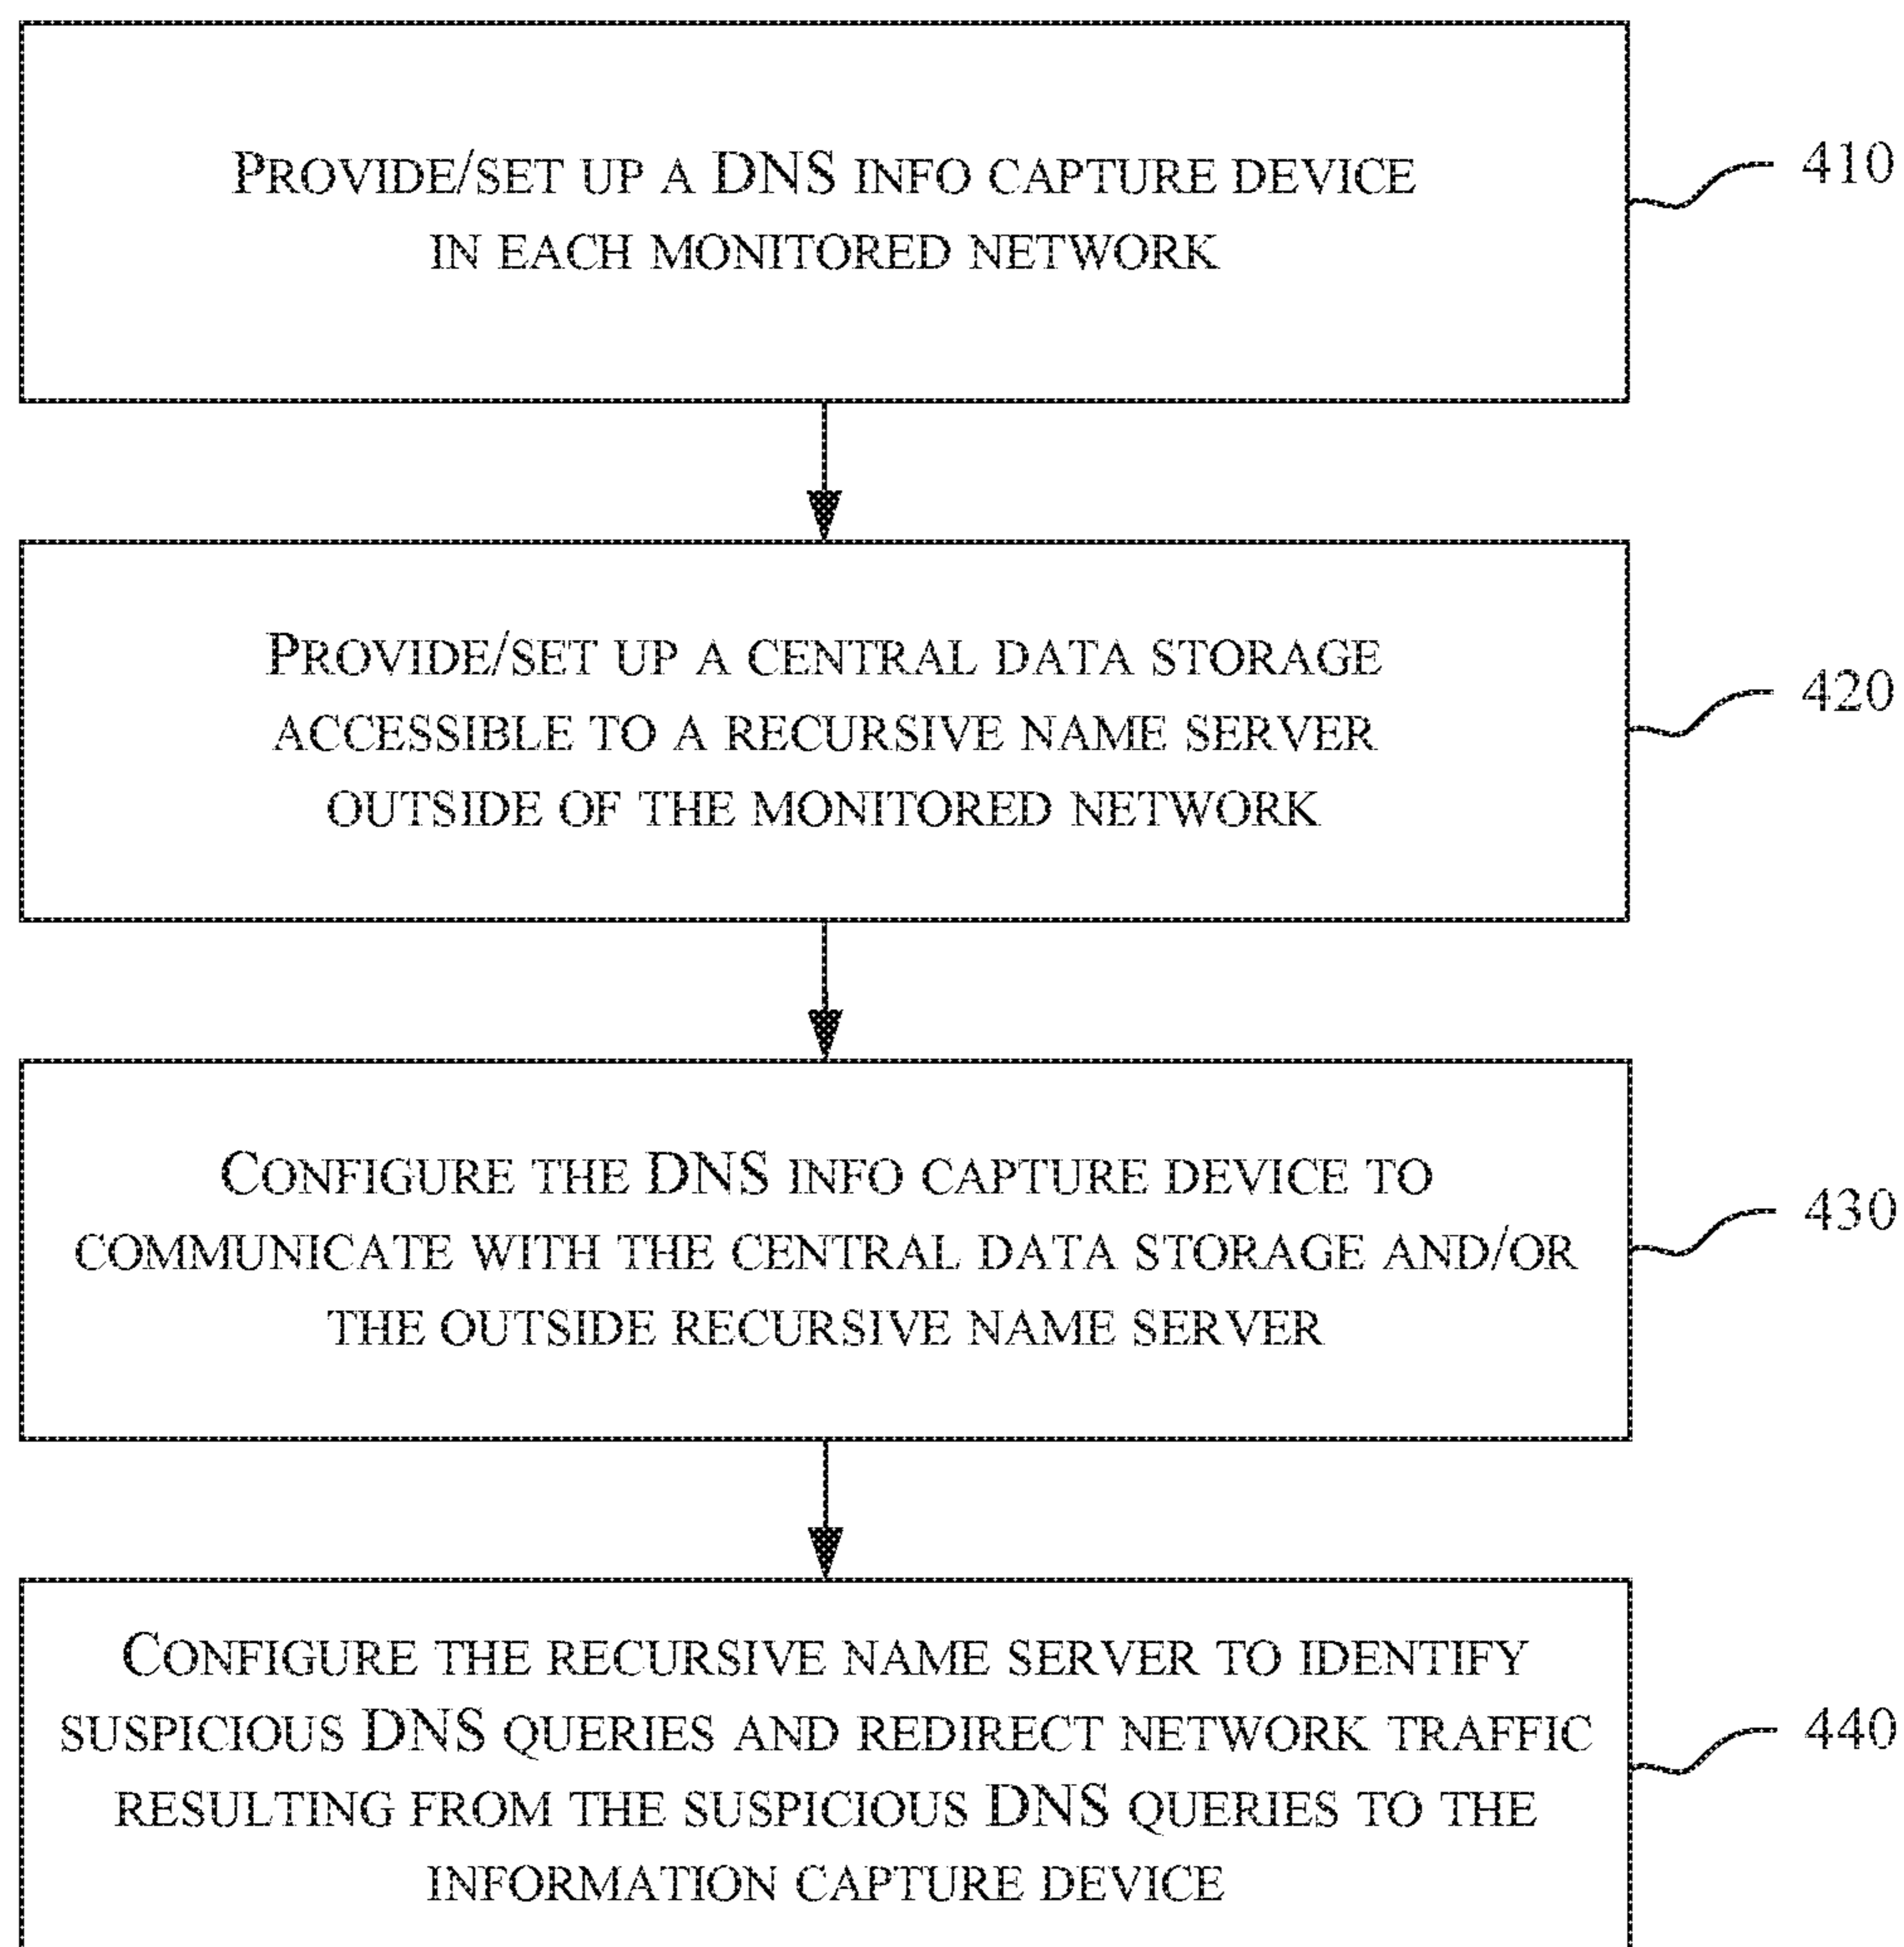 PROVIDE/SET UP A DNS INFO CAPTURE DEVICE
IN EACH MONITORED NETWORK
410
PROVIDE/SET UP A CENTRAL DATA STORAGE
ACCESSIBLE TO A RECURSIVE NAME SERVER
OUTSIDE OF THE MONITORED NETWORK
420
CONFIGURE THE DNS INFO CAPTURE DEVICE TO
COMMUNICATE WITH THE CENTRAL DATA STORAGE AND/OR
THE OUTSIDE RECURSIVE NAME SERVER
430
CONFIGURE THE RECURSIVE NAME SERVER TO IDENTIFY
SUSPICIOUS DNS QUERIES AND REDIRECT NETWORK TRAFFIC
RESULTING FROM THE SUSPICIOUS DNS QUERIES TO THE
INFORMATION CAPTURE DEVICE
440